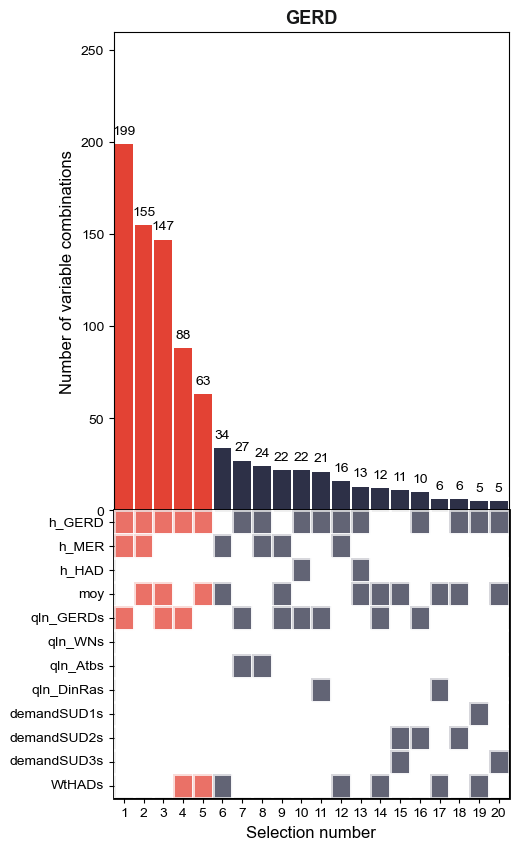 GERD
250
200
150
100
50
0
Number of variable combinations
199
155
147
88
63
34
27
24
22
22
21
16
13
12
11
10
6
6
5
5
h_GERD
h_MER
h_HAD
moy
qln_GERDs
qln_WNs
qln_Atbs
qln_DinRas
demandSUD1s
demandSUD2s
demandSUD3s
WtHADs
1 2 3 4 5 6 7 8 9 10 11 12 13 14 15 16 17 18 19 20
Selection number